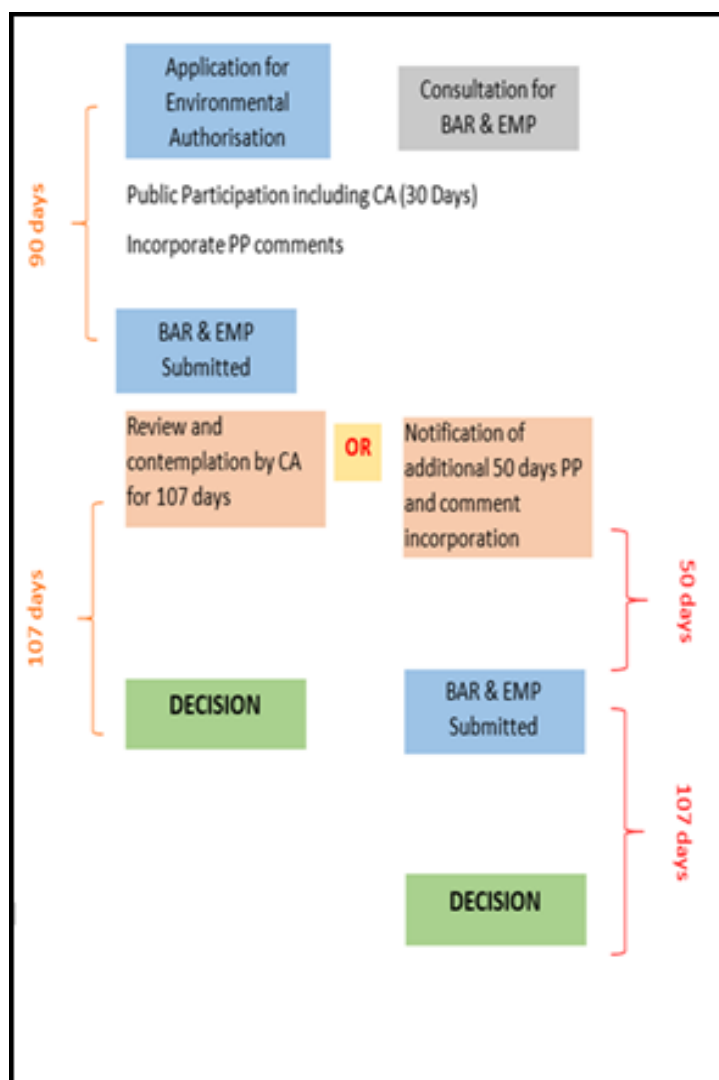 Application for
Environmental
Authorisation
Consultation for
BAR & EMP
90 days
Public Participation including CA (30 Days)
Incorporate PP comments
BAR & EMP
Submitted
Review and
contemplation by CA
for 107 days
OR
Notification of
additional 50 days PP
and comment
incorporation
107 days
50 days
DECISION
BAR & EMP
Submitted
107 days
DECISION